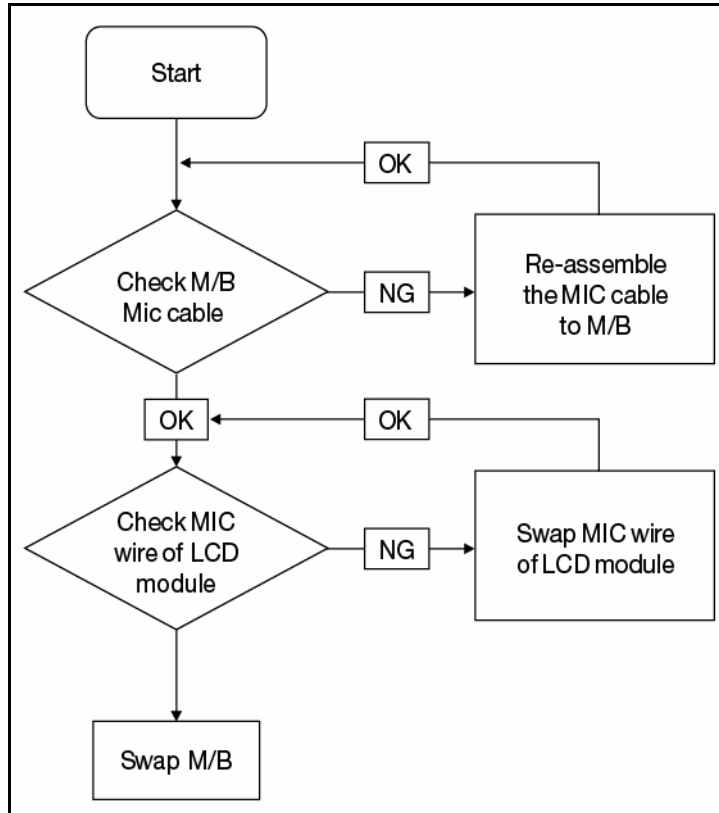 Start
OK
Check M/B
Mic cable
NG
Re-assemble
the MIC cable
to M/B
OK
OK
Check MIC
wire of LCD
module
NG
Swap MIC wire
of LCD module
Swap M/B